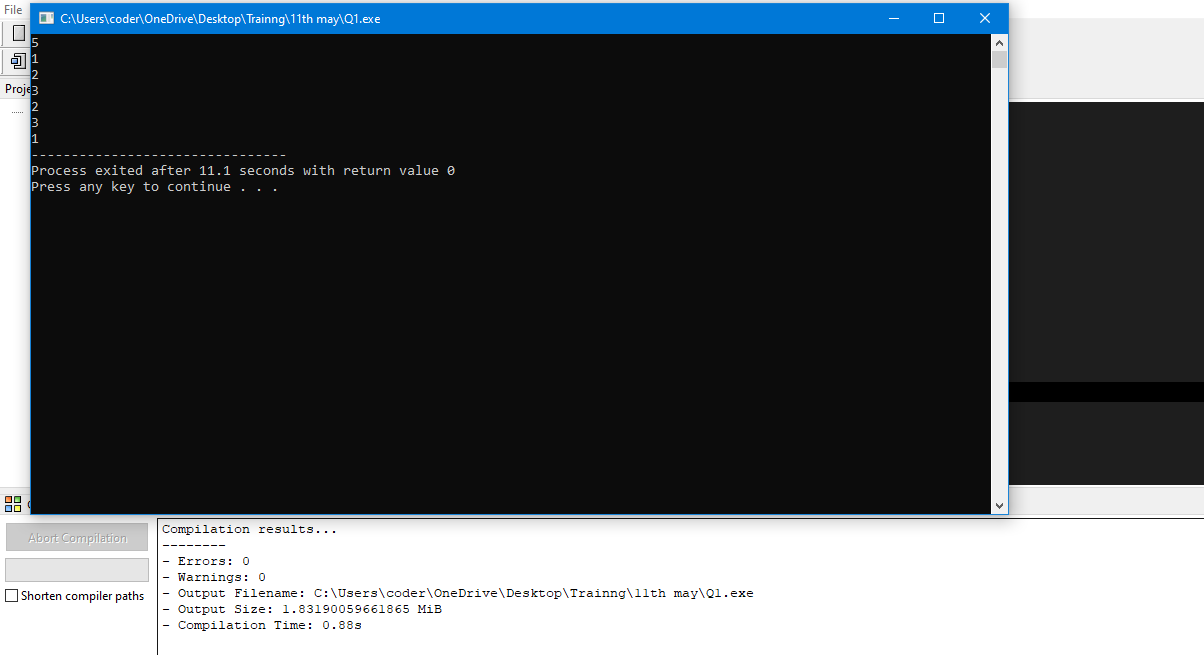 File
C:\Users\coder\OneDrive\Desktop\Trainng\11th may\Q1.exe
5
1
2
3
2
3
1
--------------------------------
Process exited after 11.1 seconds with return value 0
Press any key to continue . . .
Proje
Abort Compilation
Shorten compiler paths
Compilation results...
--------
- Errors: 0
- Warnings: 0
- Output Filename: C:\Users\coder\OneDrive\Desktop\Trainng\11th may\Q1.exe
- Output Size: 1.83190059661865 MiB
- Compilation Time: 0.88s